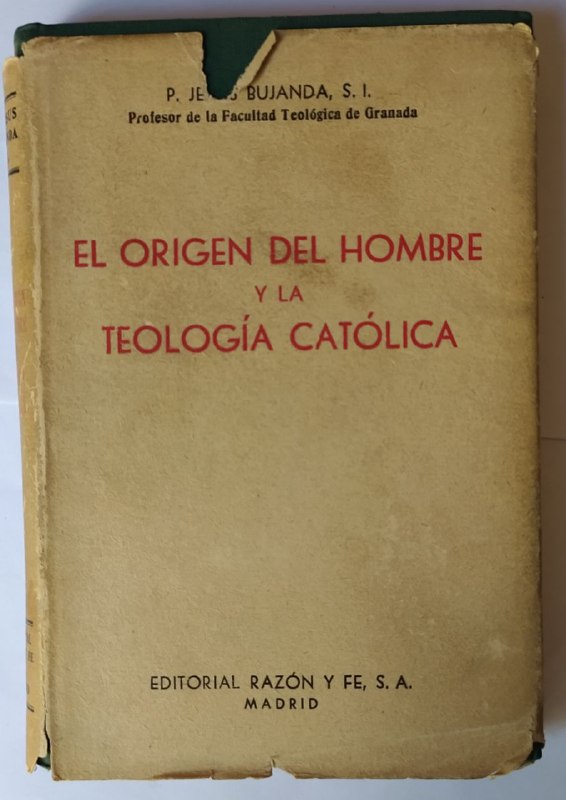 P. JESÚS BUJANDA, S. I.
Profesor de la Facultad Teológica de Granada
EL ORIGEN DEL HOMBRE
Y LA
TEOLOGÍA CATÓLICA
EDITORIAL RAZÓN Y FE, S. A.
MADRID